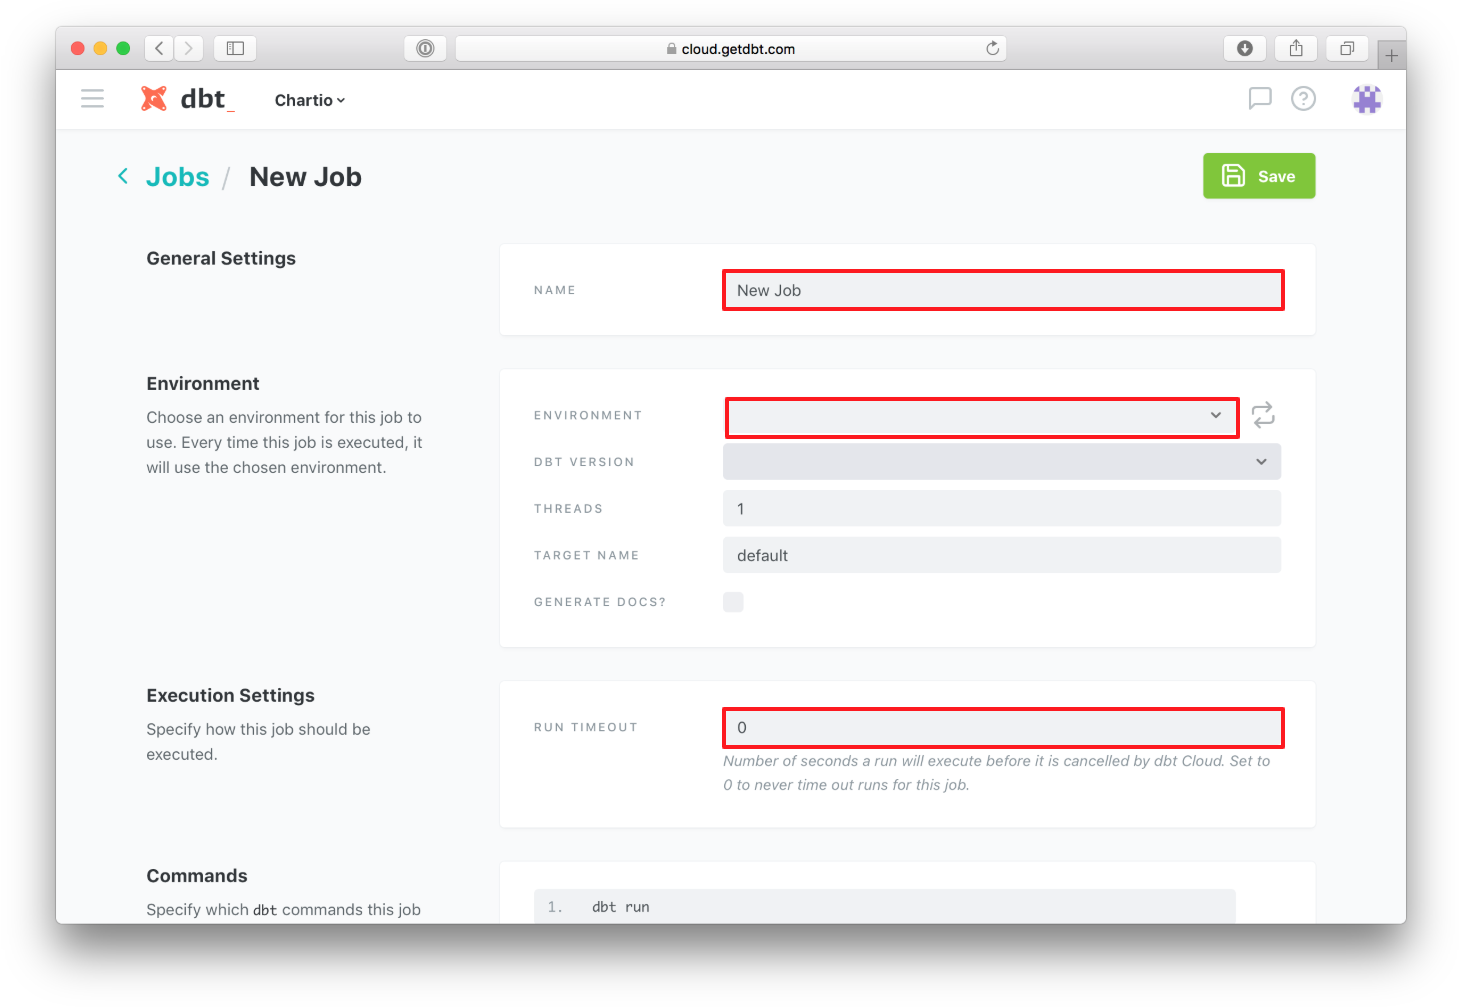 cloud.getdbt.com
dbt_ Chartio
Jobs / New Job
Save
General Settings
NAME
New Job
Environment
Choose an environment for this job to
use. Every time this job is executed, it
will use the chosen environment.
ENVIRONMENT
DBT VERSION
THREADS
1
TARGET NAME
default
GENERATE DOCS?
Execution Settings
Specify how this job should be
executed.
RUN TIMEOUT
0
Number of seconds a run will execute before it is cancelled by dbt Cloud. Set to
0 to never time out runs for this job.
Commands
Specify which dbt commands this job
1. dbt run